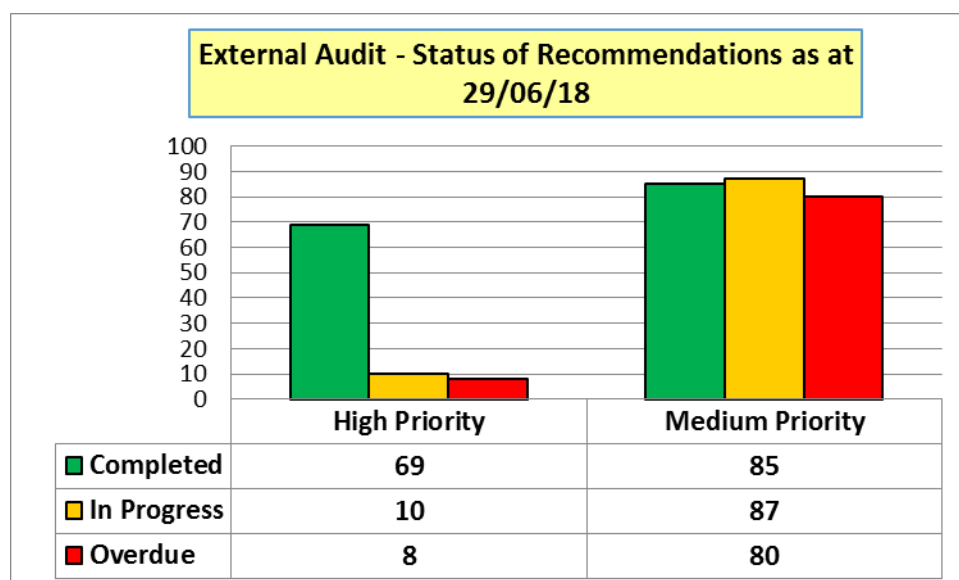 External Audit - Status of Recommendations as at
29/06/18
100
90
80
70
60
50
40
30
20
10
0
High Priority Medium Priority
Completed 69 85
In Progress 10 87
Overdue 8 80